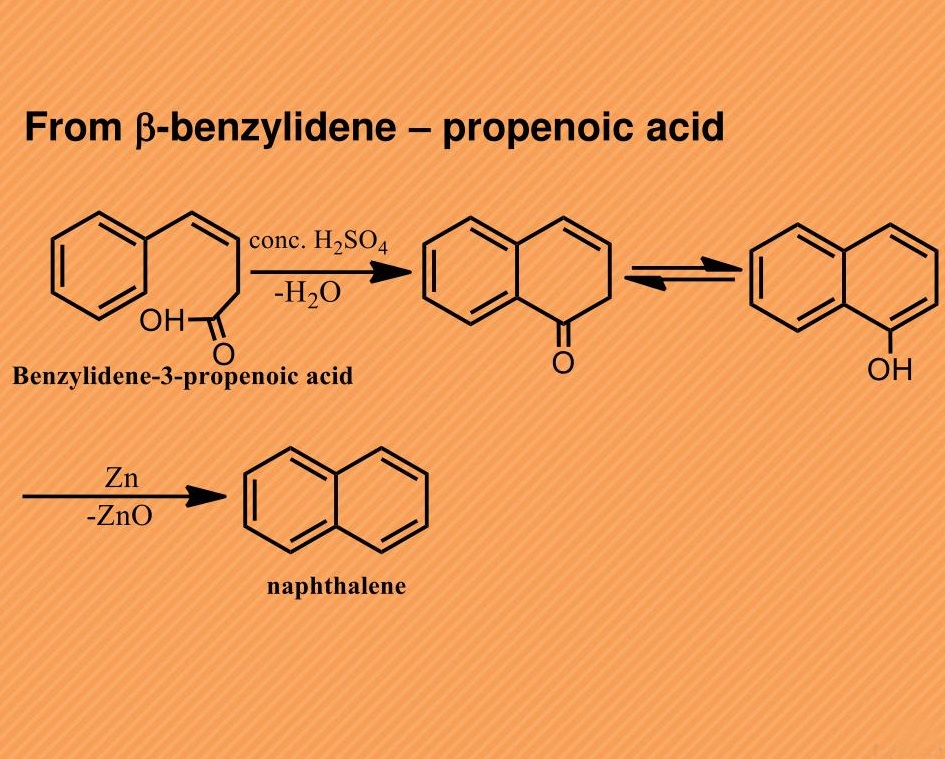 From β-benzylidene – propenoic acid
conc. H₂SO₄
-H₂O
OH
O
Benzylidene-3-propenoic acid
O
OH
Zn
-ZnO
naphthalene